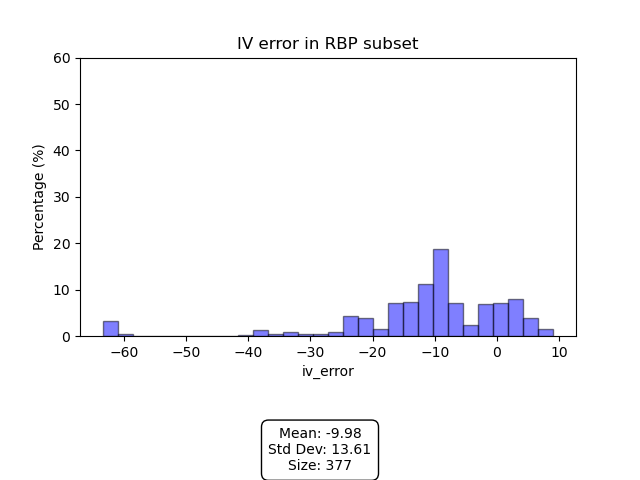 IV error in RBP subset
60
50
40
30
20
10
0
Percentage (%)
−60 −50 −40 −30 −20 −10 0 10
iv_error
Mean: -9.98
Std Dev: 13.61
Size: 377